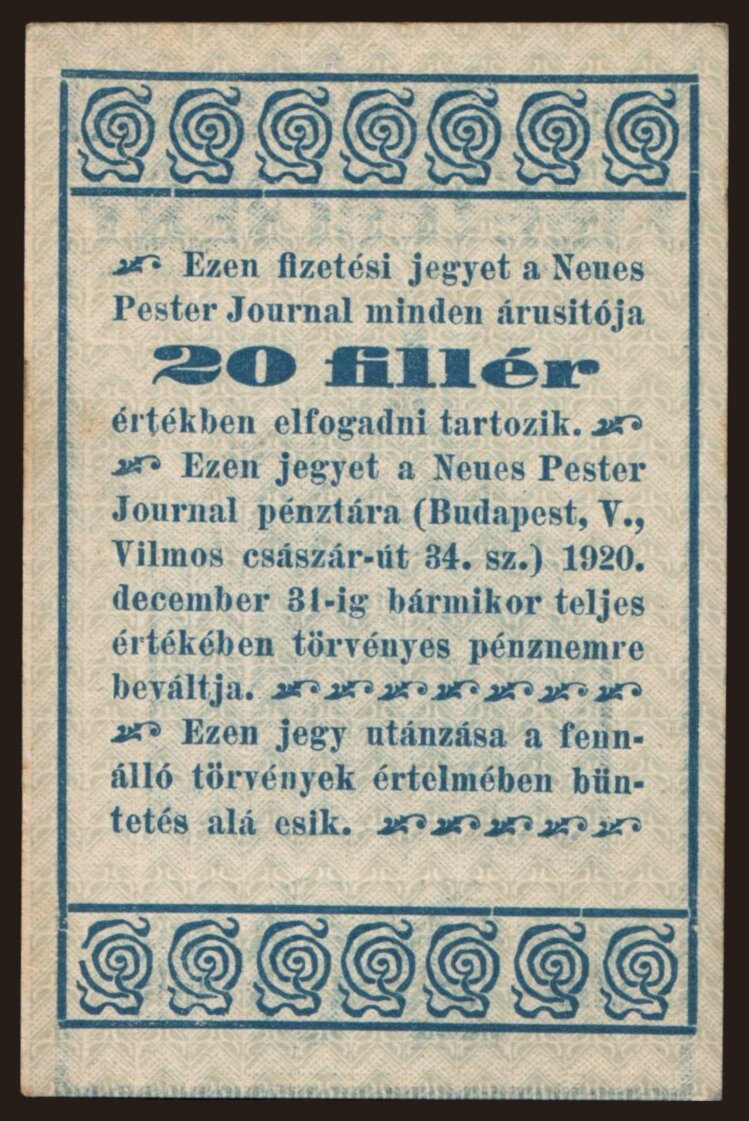 Ezen fizetési jegyet a Neues
Pester Journal minden árusitója
20 fillér
értékben elfogadni tartozik.
Ezen jegyet a Neues Pester
Journal pénztára (Budapest, V.,
Vilmos császár-út 34. sz.) 1920.
december 31-ig bármikor teljes
értékében törvényes pénznemre
beváltja.
Ezen jegy utánzása a fenn-
álló törvények értelmében bün-
tetés alá esik.